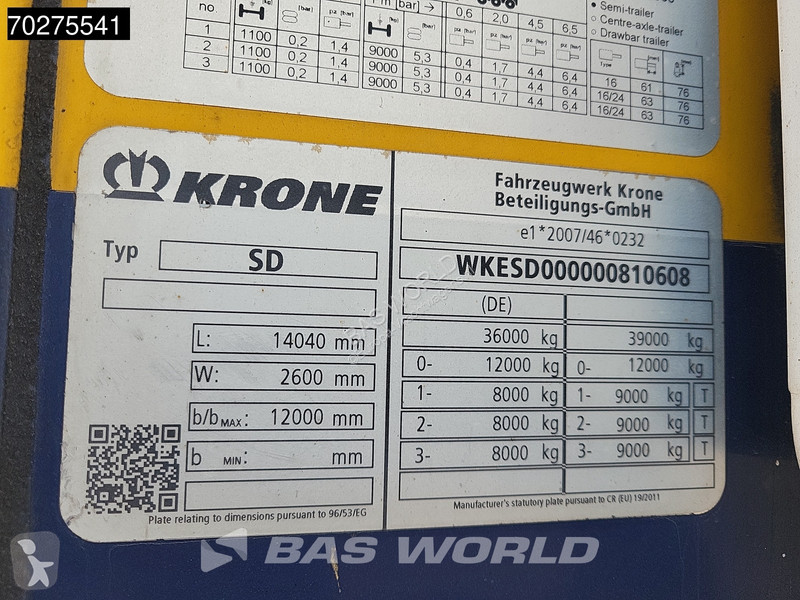 70275541
[bar]
0,6 2,0 4,5 6,5
• Semi-trailer
○ Centre-axle-trailer
○ Drawbar trailer
no.
1 1100 0,2 1,4 9000 5,3 0,4 1,7 4,4 6,4 16 61 76
2 1100 0,2 1,4 9000 5,3 0,4 1,7 4,4 6,4 16/24 63 76
3 1100 0,2 1,4 9000 5,3 0,4 1,7 4,4 6,4 16/24 63 76
KRONE
Typ SD
L: 14040 mm
W: 2600 mm
b/b MAX: 12000 mm
b MIN: mm
Plate relating to dimensions pursuant to 96/53/EG
Fahrzeugwerk Krone
Beteiligungs-GmbH
e1*2007/46*0232
WKESD000000810608
(DE)
36000 kg 39000 kg
0- 12000 kg 0- 12000 kg
1- 8000 kg 1- 9000 kg T
2- 8000 kg 2- 9000 kg T
3- 8000 kg 3- 9000 kg T
Manufacturer's statutory plate pursuant to CR (EU) 19/2011
BAS WORLD
BAS WORLD